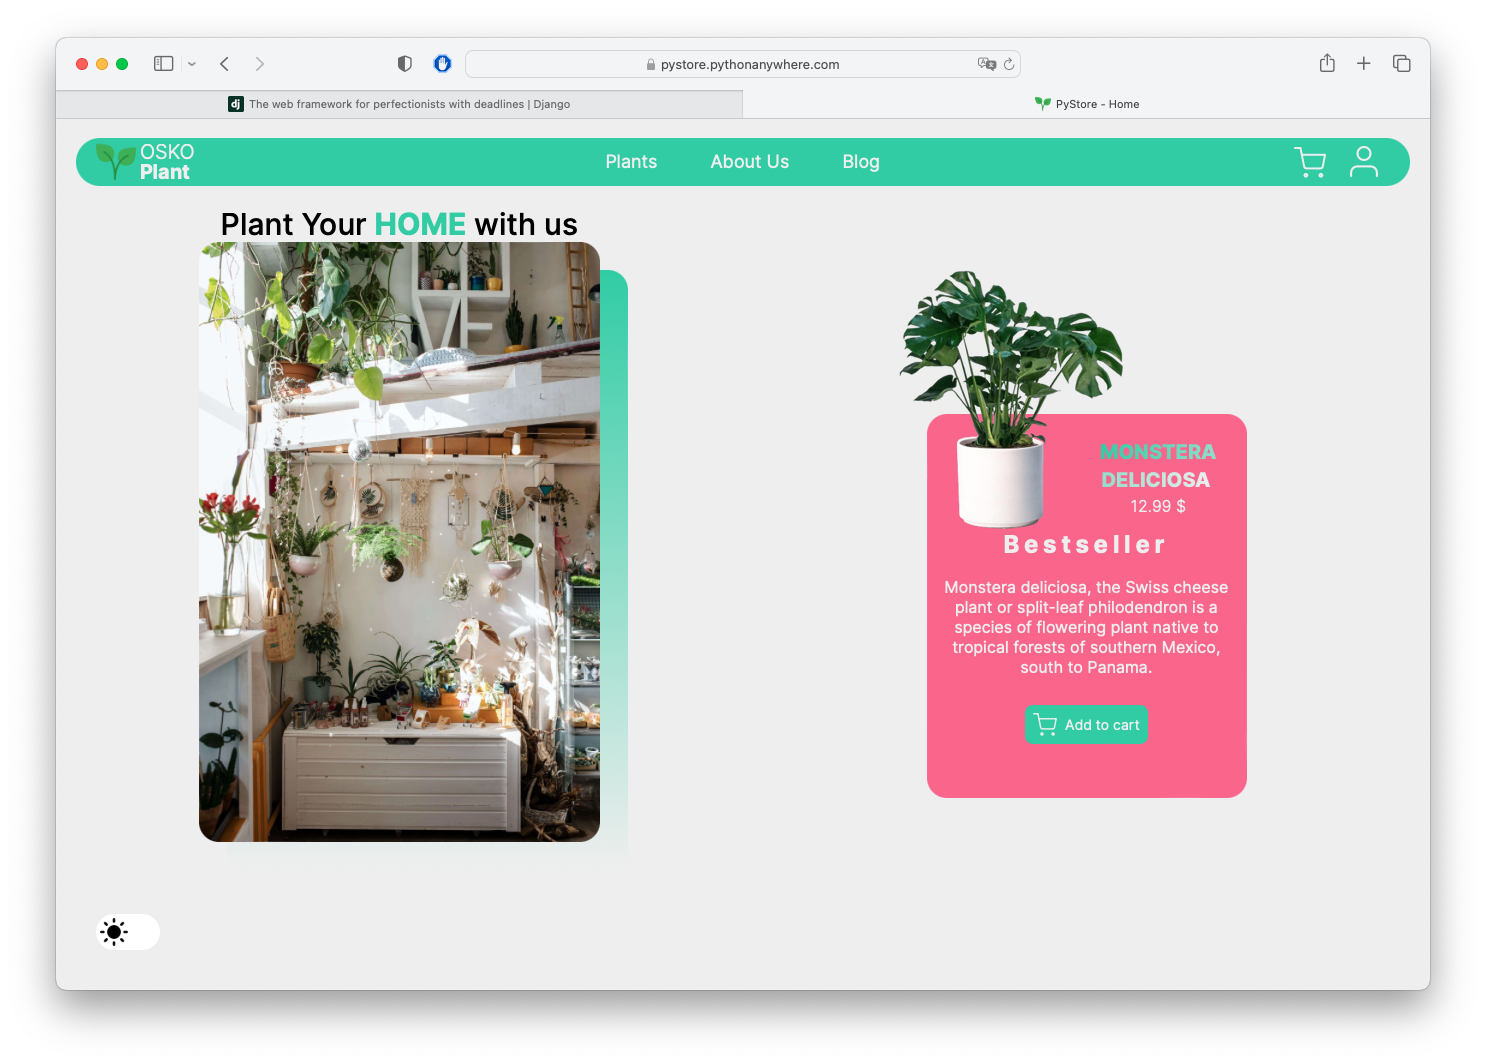 pystore.pythonanywhere.com
The web framework for perfectionists with deadlines | Django
PyStore - Home
OSKO
Plant
Plants
About Us
Blog
Plant Your HOME with us
MONSTERA
DELICIOSA
12.99 $
Bestseller
Monstera deliciosa, the Swiss cheese
plant or split-leaf philodendron is a
species of flowering plant native to
tropical forests of southern Mexico,
south to Panama.
Add to cart